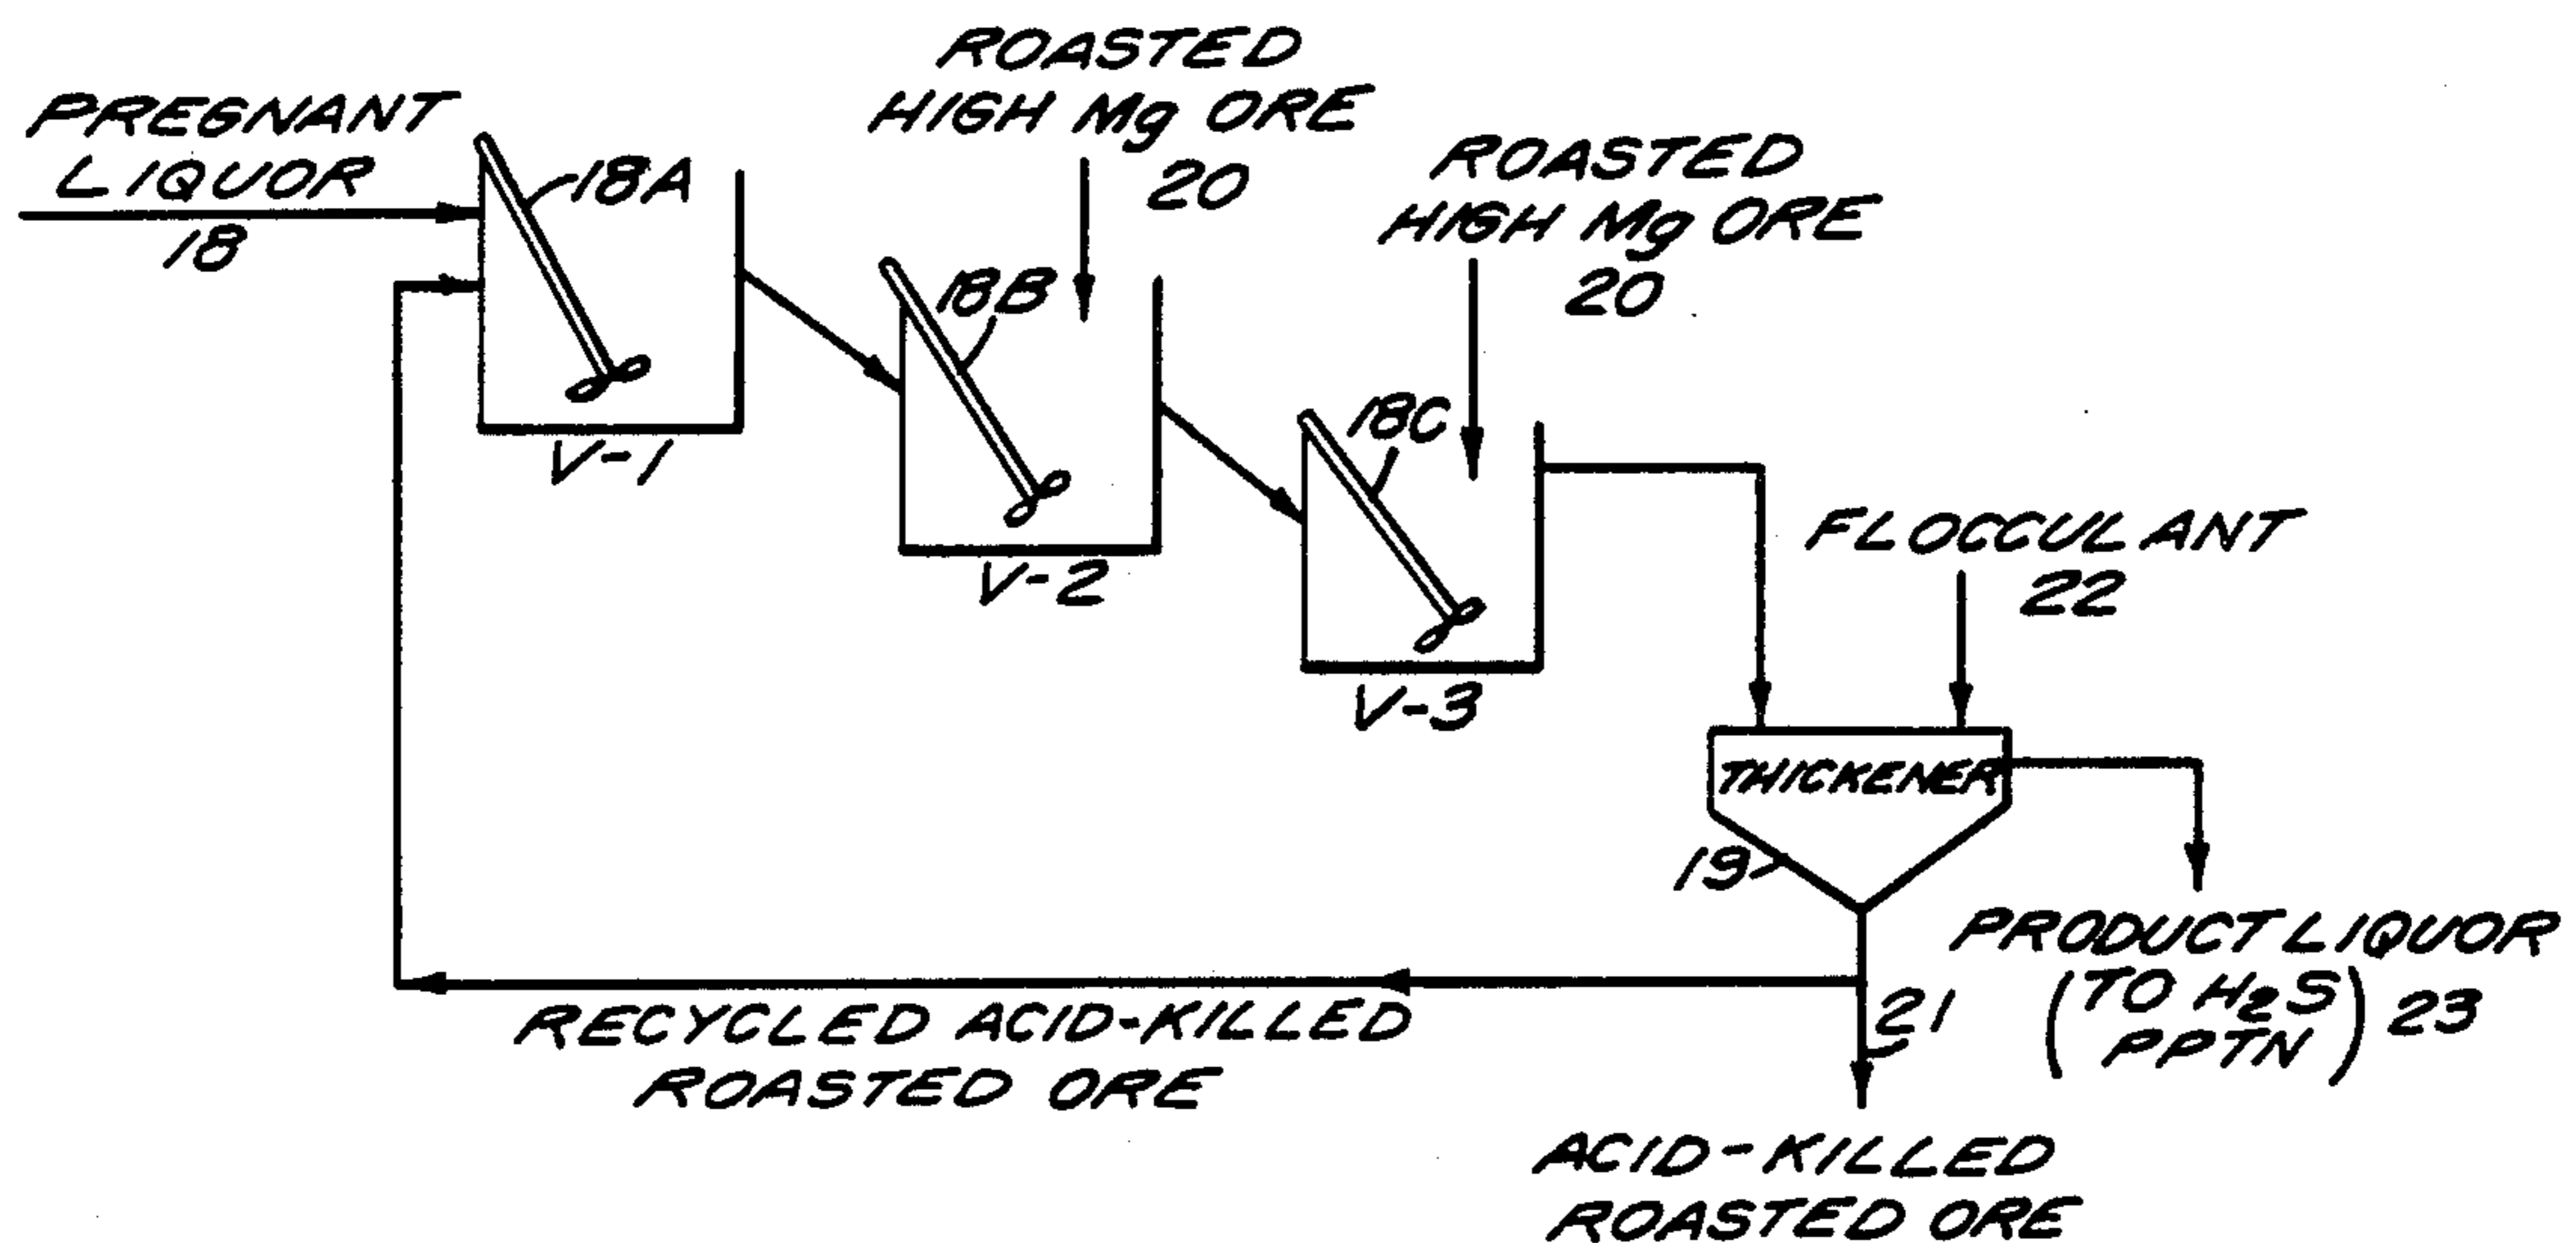 PREGNANT
LIQUOR
18
18A
V-1
ROASTED
HIGH Mg ORE
20
18B
V-2
ROASTED
HIGH Mg ORE
20
18C
V-3
FLOCCULANT
22
THICKENER
19
PRODUCT LIQUOR
(TO H2S
PPTN) 23
21
RECYCLED ACID-KILLED
ROASTED ORE
ACID-KILLED
ROASTED ORE